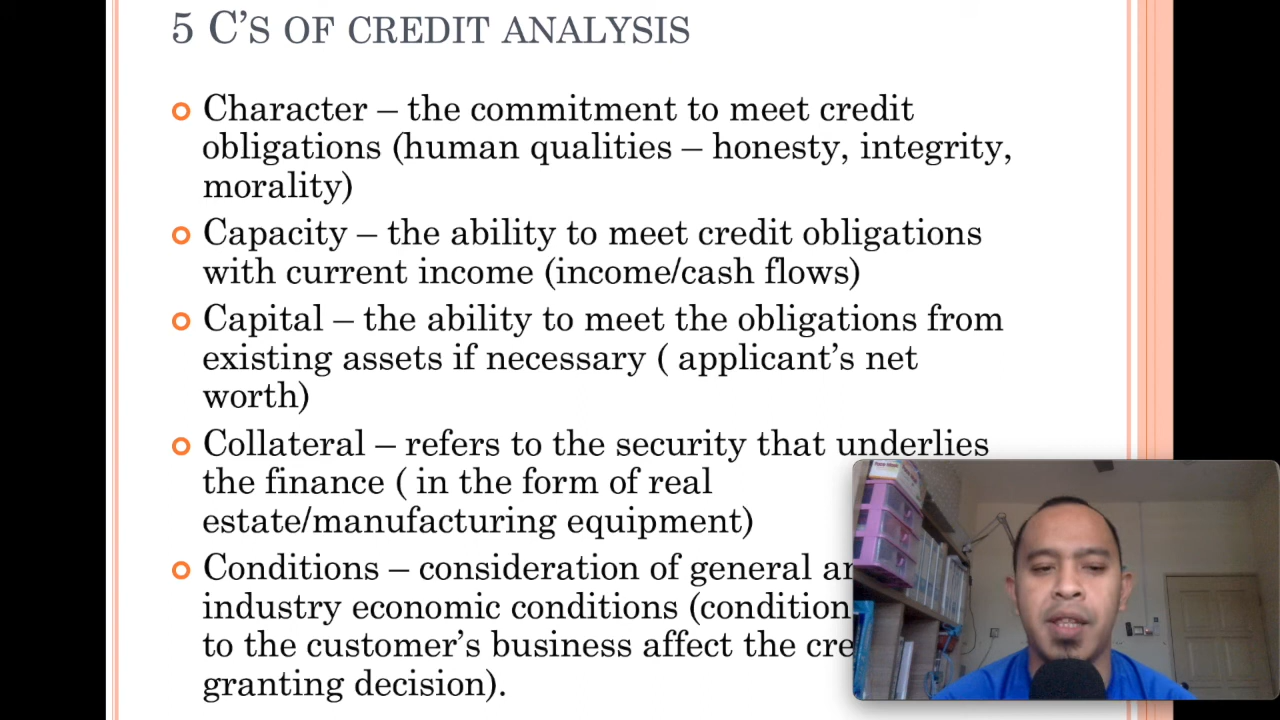 5 C’S OF CREDIT ANALYSIS
Character – the commitment to meet credit
obligations (human qualities – honesty, integrity,
morality)
Capacity – the ability to meet credit obligations
with current income (income/cash flows)
Capital – the ability to meet the obligations from
existing assets if necessary ( applicant’s net
worth)
Collateral – refers to the security that underlies
the finance ( in the form of real
estate/manufacturing equipment)
Conditions – consideration of general
industry economic conditions
to the customer’s business affect the
granting decision).